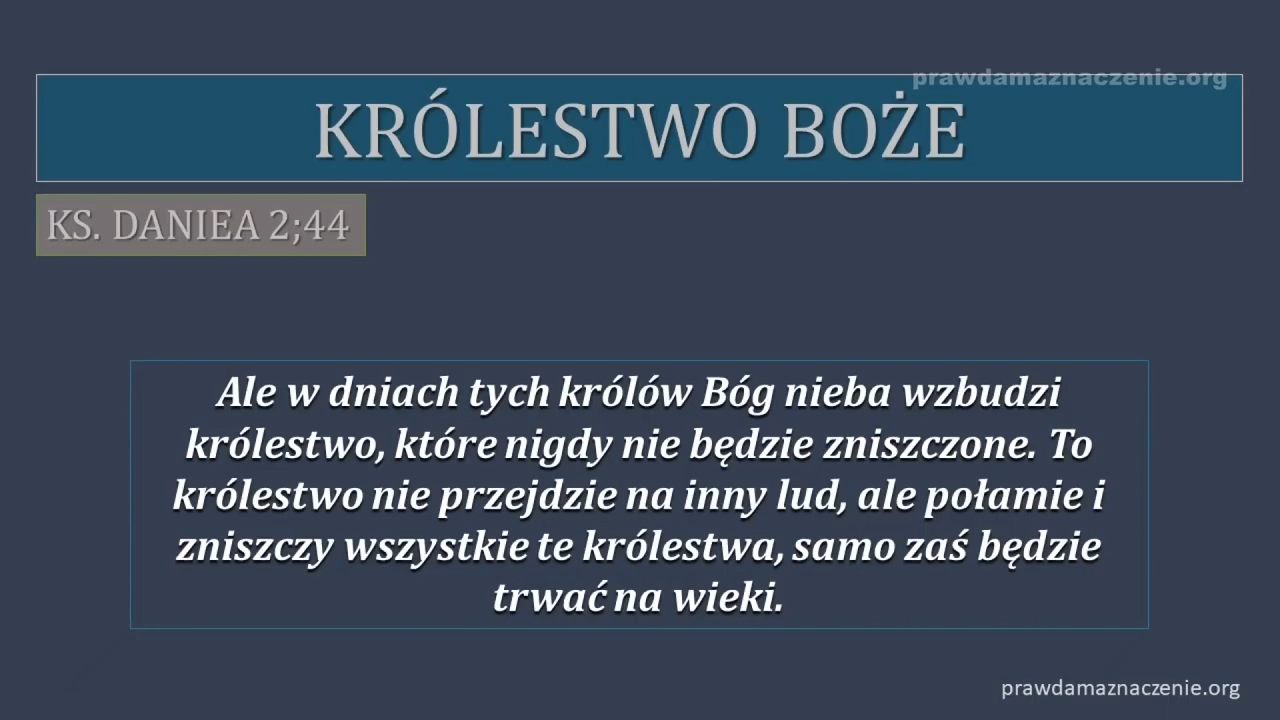 prawdamaznaczenie.org
KRÓLESTWO BOŻE
KS. DANIEA 2;44
Ale w dniach tych królów Bóg nieba wzbudzi
królestwo, które nigdy nie będzie zniszczone. To
królestwo nie przejdzie na inny lud, ale połamie i
zniszczy wszystkie te królestwa, samo zaś będzie
trwać na wieki.
prawdamaznaczenie.org